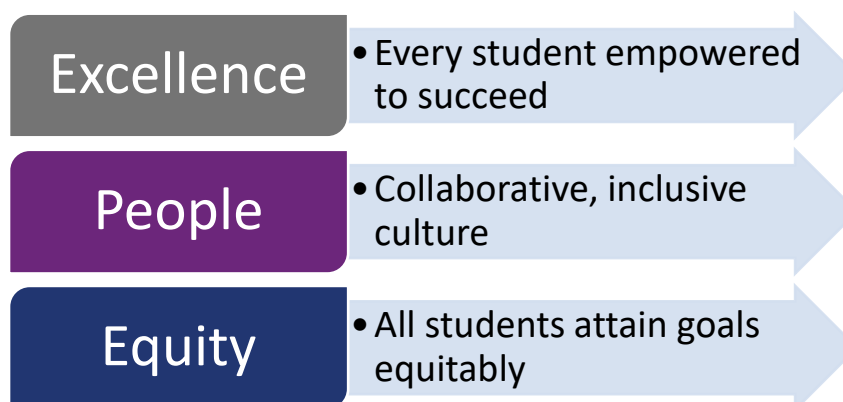 Excellence
• Every student empowered
to succeed
People
• Collaborative, inclusive
culture
Equity
• All students attain goals
equitably